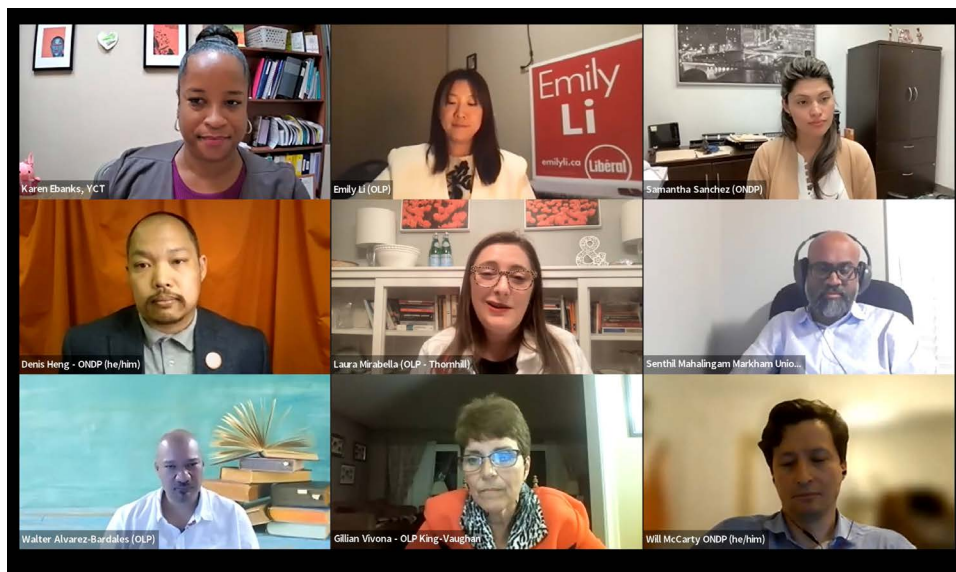 Karen Ebanks, YCT
Emily
Li
emilyli.ca
Libéral
Emily Li (OLP)
Samantha Sanchez (ONDP)
Denis Heng - ONDP (he/him)
Laura Mirabella (OLP - Thornhill)
&
Senthil Mahalingam Markham Unio...
Walter Alvarez-Bardales (OLP)
Gillian Vivona - OLP King-Vaughan
Will McCarty ONDP (he/him)